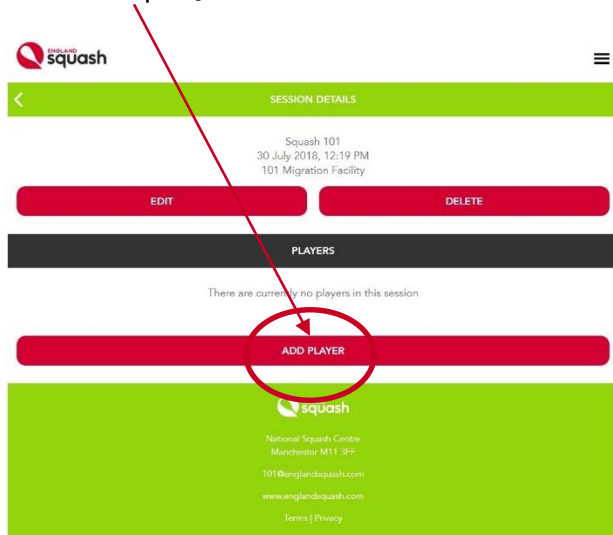 ENGLAND
squash
SESSION DETAILS
Squash 101
30 July 2018, 12:19 PM
101 Migration Facility
EDIT
DELETE
PLAYERS
There are currently no players in this session
ADD PLAYER
squash
National Squash Centre
Manchester M11 3FF
101@englandsquash.com
www.englandsquash.com
Terms | Privacy